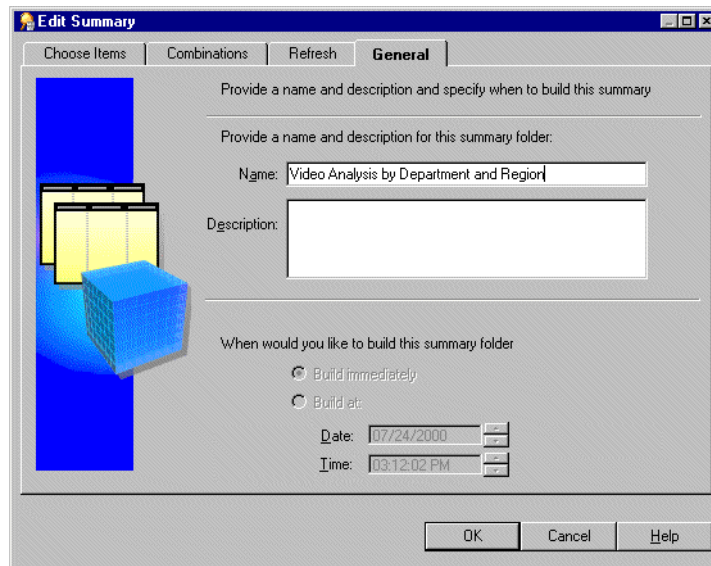 Edit Summary
Choose Items
Combinations
Refresh
General
Provide a name and description and specify when to build this summary
Provide a name and description for this summary folder:
Name: Video Analysis by Department and Region
Description:
When would you like to build this summary folder
Build immediately
Build at:
Date: 07/24/2000
Time: 03:12:02 PM
OK
Cancel
Help